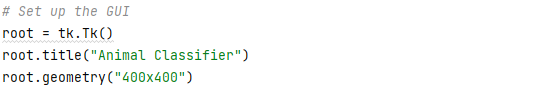 # Set up the GUI
root = tk.Tk()
root.title("Animal Classifier")
root.geometry("400x400")